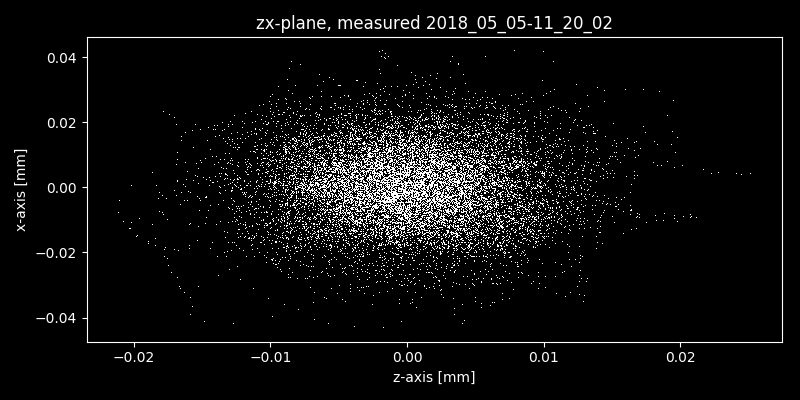 zx-plane, measured 2018_05_05-11_20_02
0.04
0.02
0.00
−0.02
−0.04
x-axis [mm]
−0.02 −0.01 0.00 0.01 0.02
z-axis [mm]